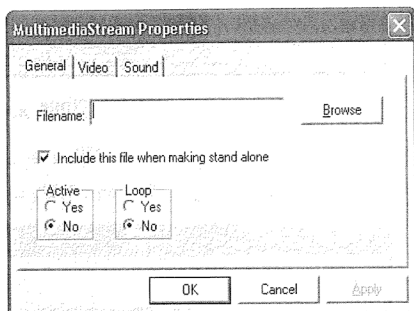 MultimediaStream Properties
General Video Sound
Filename: Browse
Include this file when making stand alone
Active Loop
Yes Yes
No No
OK Cancel Apply